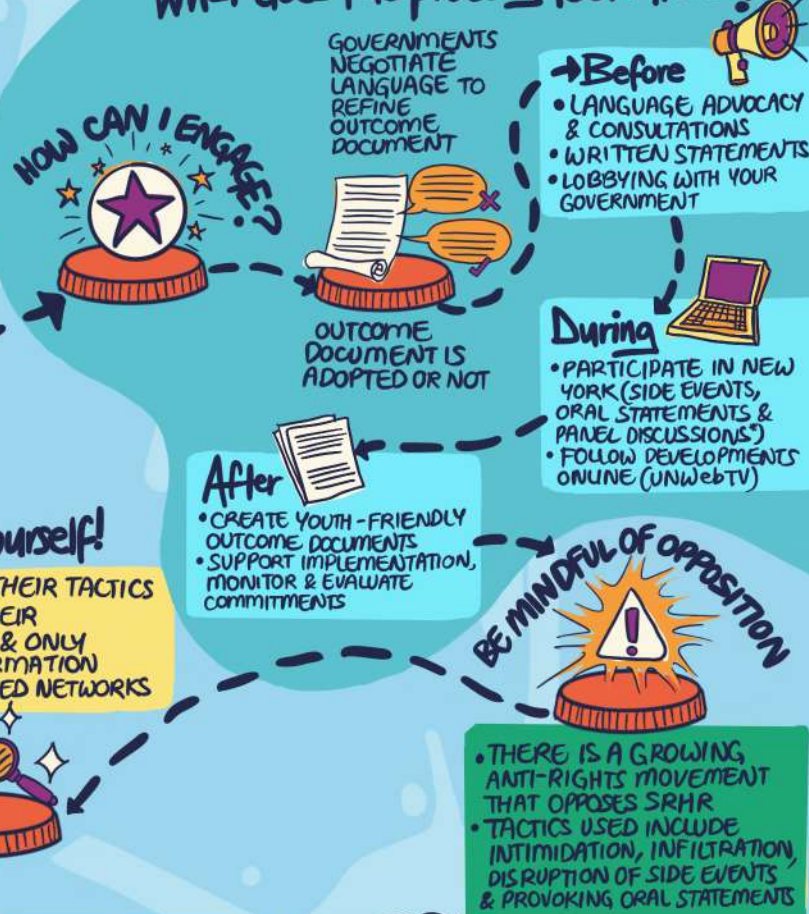 HOW CAN I ENGAGE?
GOVERNMENTS
NEGOTIATE
LANGUAGE TO
REFINE
OUTCOME
DOCUMENT
OUTCOME
DOCUMENT IS
ADOPTED OR NOT
→Before
• LANGUAGE ADVOCACY
& CONSULTATIONS
• WRITTEN STATEMENTS
• LOBBYING WITH YOUR
GOVERNMENT
During
• PARTICIPATE IN NEW
YORK (SIDE EVENTS,
ORAL STATEMENTS &
PANEL DISCUSSIONS*)
• FOLLOW DEVELOPMENTS
ONLINE (UNWebTV)
After
• CREATE YOUTH-FRIENDLY
OUTCOME DOCUMENTS
• SUPPORT IMPLEMENTATION,
MONITOR & EVALUATE
COMMITMENTS
BE MINDFUL OF OPPOSITION
• THERE IS A GROWING
ANTI-RIGHTS MOVEMENT
THAT OPPOSES SRHR
• TACTICS USED INCLUDE
INTIMIDATION, INFILTRATION,
DISRUPTION OF SIDE EVENTS
& PROVOKING ORAL STATEMENTS
THEIR TACTICS
& ONLY
NETWORKS